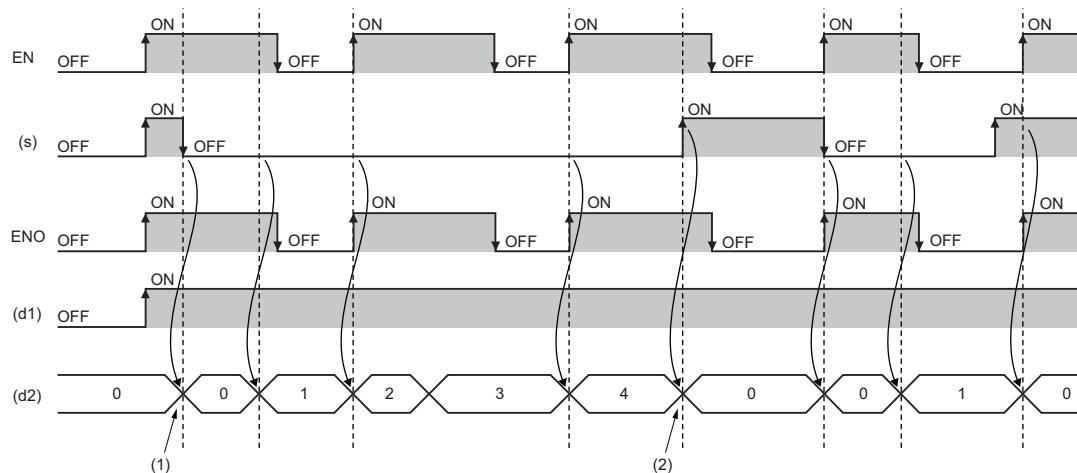 ON ON ON ON ON
EN OFF OFF OFF OFF OFF
ON ON ON
(s) OFF OFF OFF
ON ON ON ON ON
ENO OFF OFF OFF OFF OFF
ON
(d1) OFF
(d2) 0 0 1 2 3 4 0 0 1 0
(1) (2)